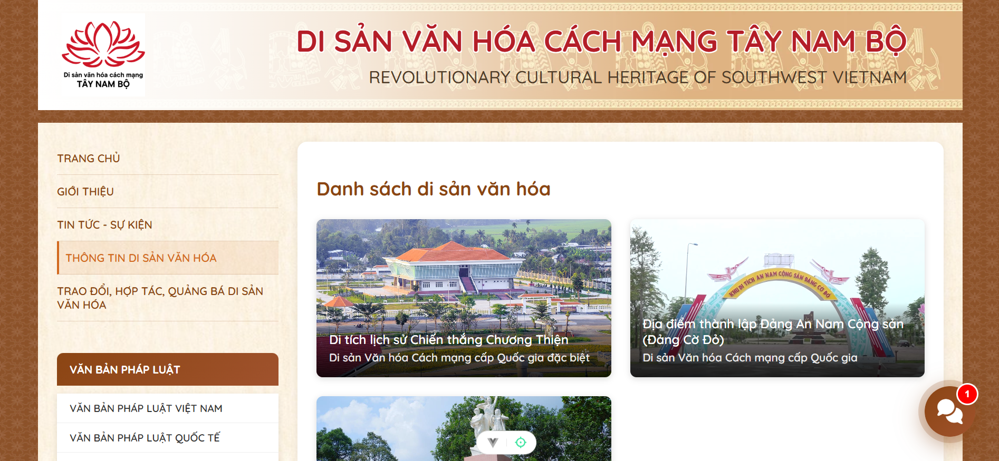 Di sản văn hóa cách mạng
TÂY NAM BỘ
DI SẢN VĂN HÓA CÁCH MẠNG TÂY NAM BỘ
REVOLUTIONARY CULTURAL HERITAGE OF SOUTHWEST VIETNAM
TRANG CHỦ
GIỚI THIỆU
TIN TỨC - SỰ KIỆN
THÔNG TIN DI SẢN VĂN HÓA
TRAO ĐỔI, HỢP TÁC, QUẢNG BÁ DI SẢN
VĂN HÓA
VĂN BẢN PHÁP LUẬT
VĂN BẢN PHÁP LUẬT VIỆT NAM
VĂN BẢN PHÁP LUẬT QUỐC TẾ
Danh sách di sản văn hóa
Di tích lịch sử Chiến thắng Chương Thiện
Di sản Văn hóa Cách mạng cấp Quốc gia đặc biệt
KHU DI TÍCH AN NAM CỘNG SẢN ĐẢNG CỜ ĐỎ
Địa điểm thành lập Đảng An Nam Cộng sản
(Đảng Cờ Đỏ)
Di sản Văn hóa Cách mạng cấp Quốc gia
1